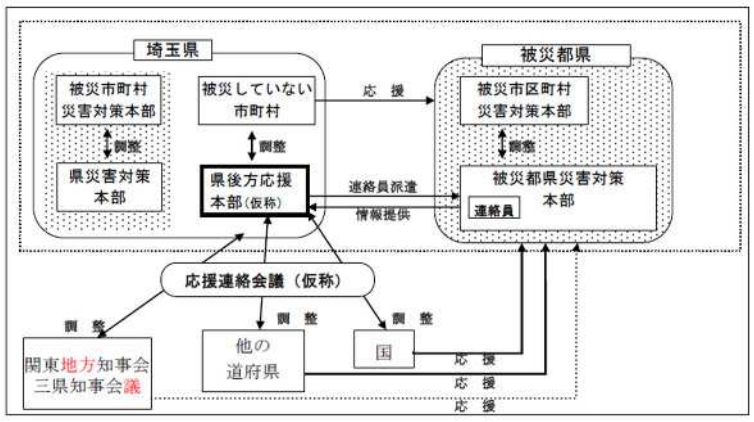 埼玉県
被災都県
被災市町村
災害対策本部
被災していない
市町村
応 援
被災市区町村
災害対策本部
調整
調整
調整
県災害対策
本部
県後方応援
本部(仮称)
連絡員派遣
情報提供
被災都県災害対策
本部
連絡員
応援連絡会議（仮称）
調 整
調 整
調 整
関東地方知事会
三県知事会議
他の
道府県
国
応 援
応 援
応 援